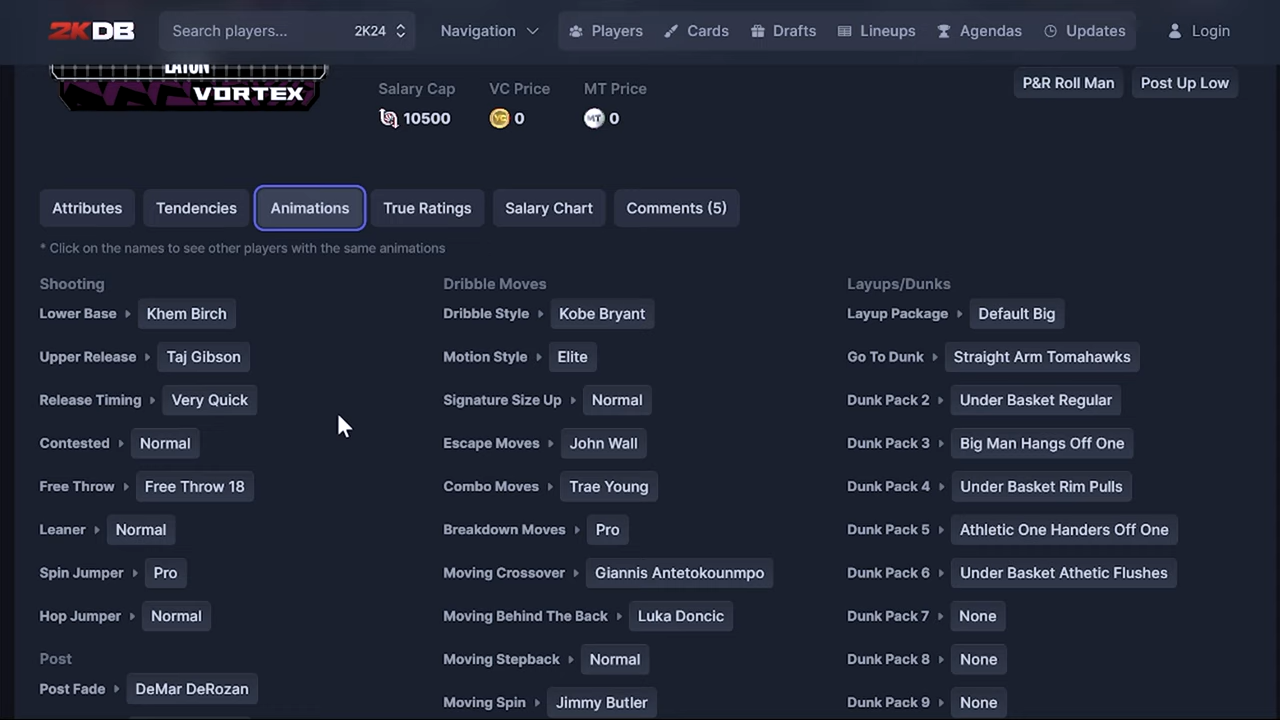 2KDB Search players... 2K24 Navigation Players Cards Drafts Lineups Agendas Updates Login
EATON
VORTEX
Salary Cap VC Price MT Price
10500 VC 0 MT 0
P&R Roll Man Post Up Low
Attributes Tendencies Animations True Ratings Salary Chart Comments (5)
* Click on the names to see other players with the same animations
Shooting
Lower Base Khem Birch
Upper Release Taj Gibson
Release Timing Very Quick
Contested Normal
Free Throw Free Throw 18
Leaner Normal
Spin Jumper Pro
Hop Jumper Normal
Post
Post Fade DeMar DeRozan
Dribble Moves
Dribble Style Kobe Bryant
Motion Style Elite
Signature Size Up Normal
Escape Moves John Wall
Combo Moves Trae Young
Breakdown Moves Pro
Moving Crossover Giannis Antetokounmpo
Moving Behind The Back Luka Doncic
Moving Stepback Normal
Moving Spin Jimmy Butler
Layups/Dunks
Layup Package Default Big
Go To Dunk Straight Arm Tomahawks
Dunk Pack 2 Under Basket Regular
Dunk Pack 3 Big Man Hangs Off One
Dunk Pack 4 Under Basket Rim Pulls
Dunk Pack 5 Athletic One Handers Off One
Dunk Pack 6 Under Basket Athetic Flushes
Dunk Pack 7 None
Dunk Pack 8 None
Dunk Pack 9 None